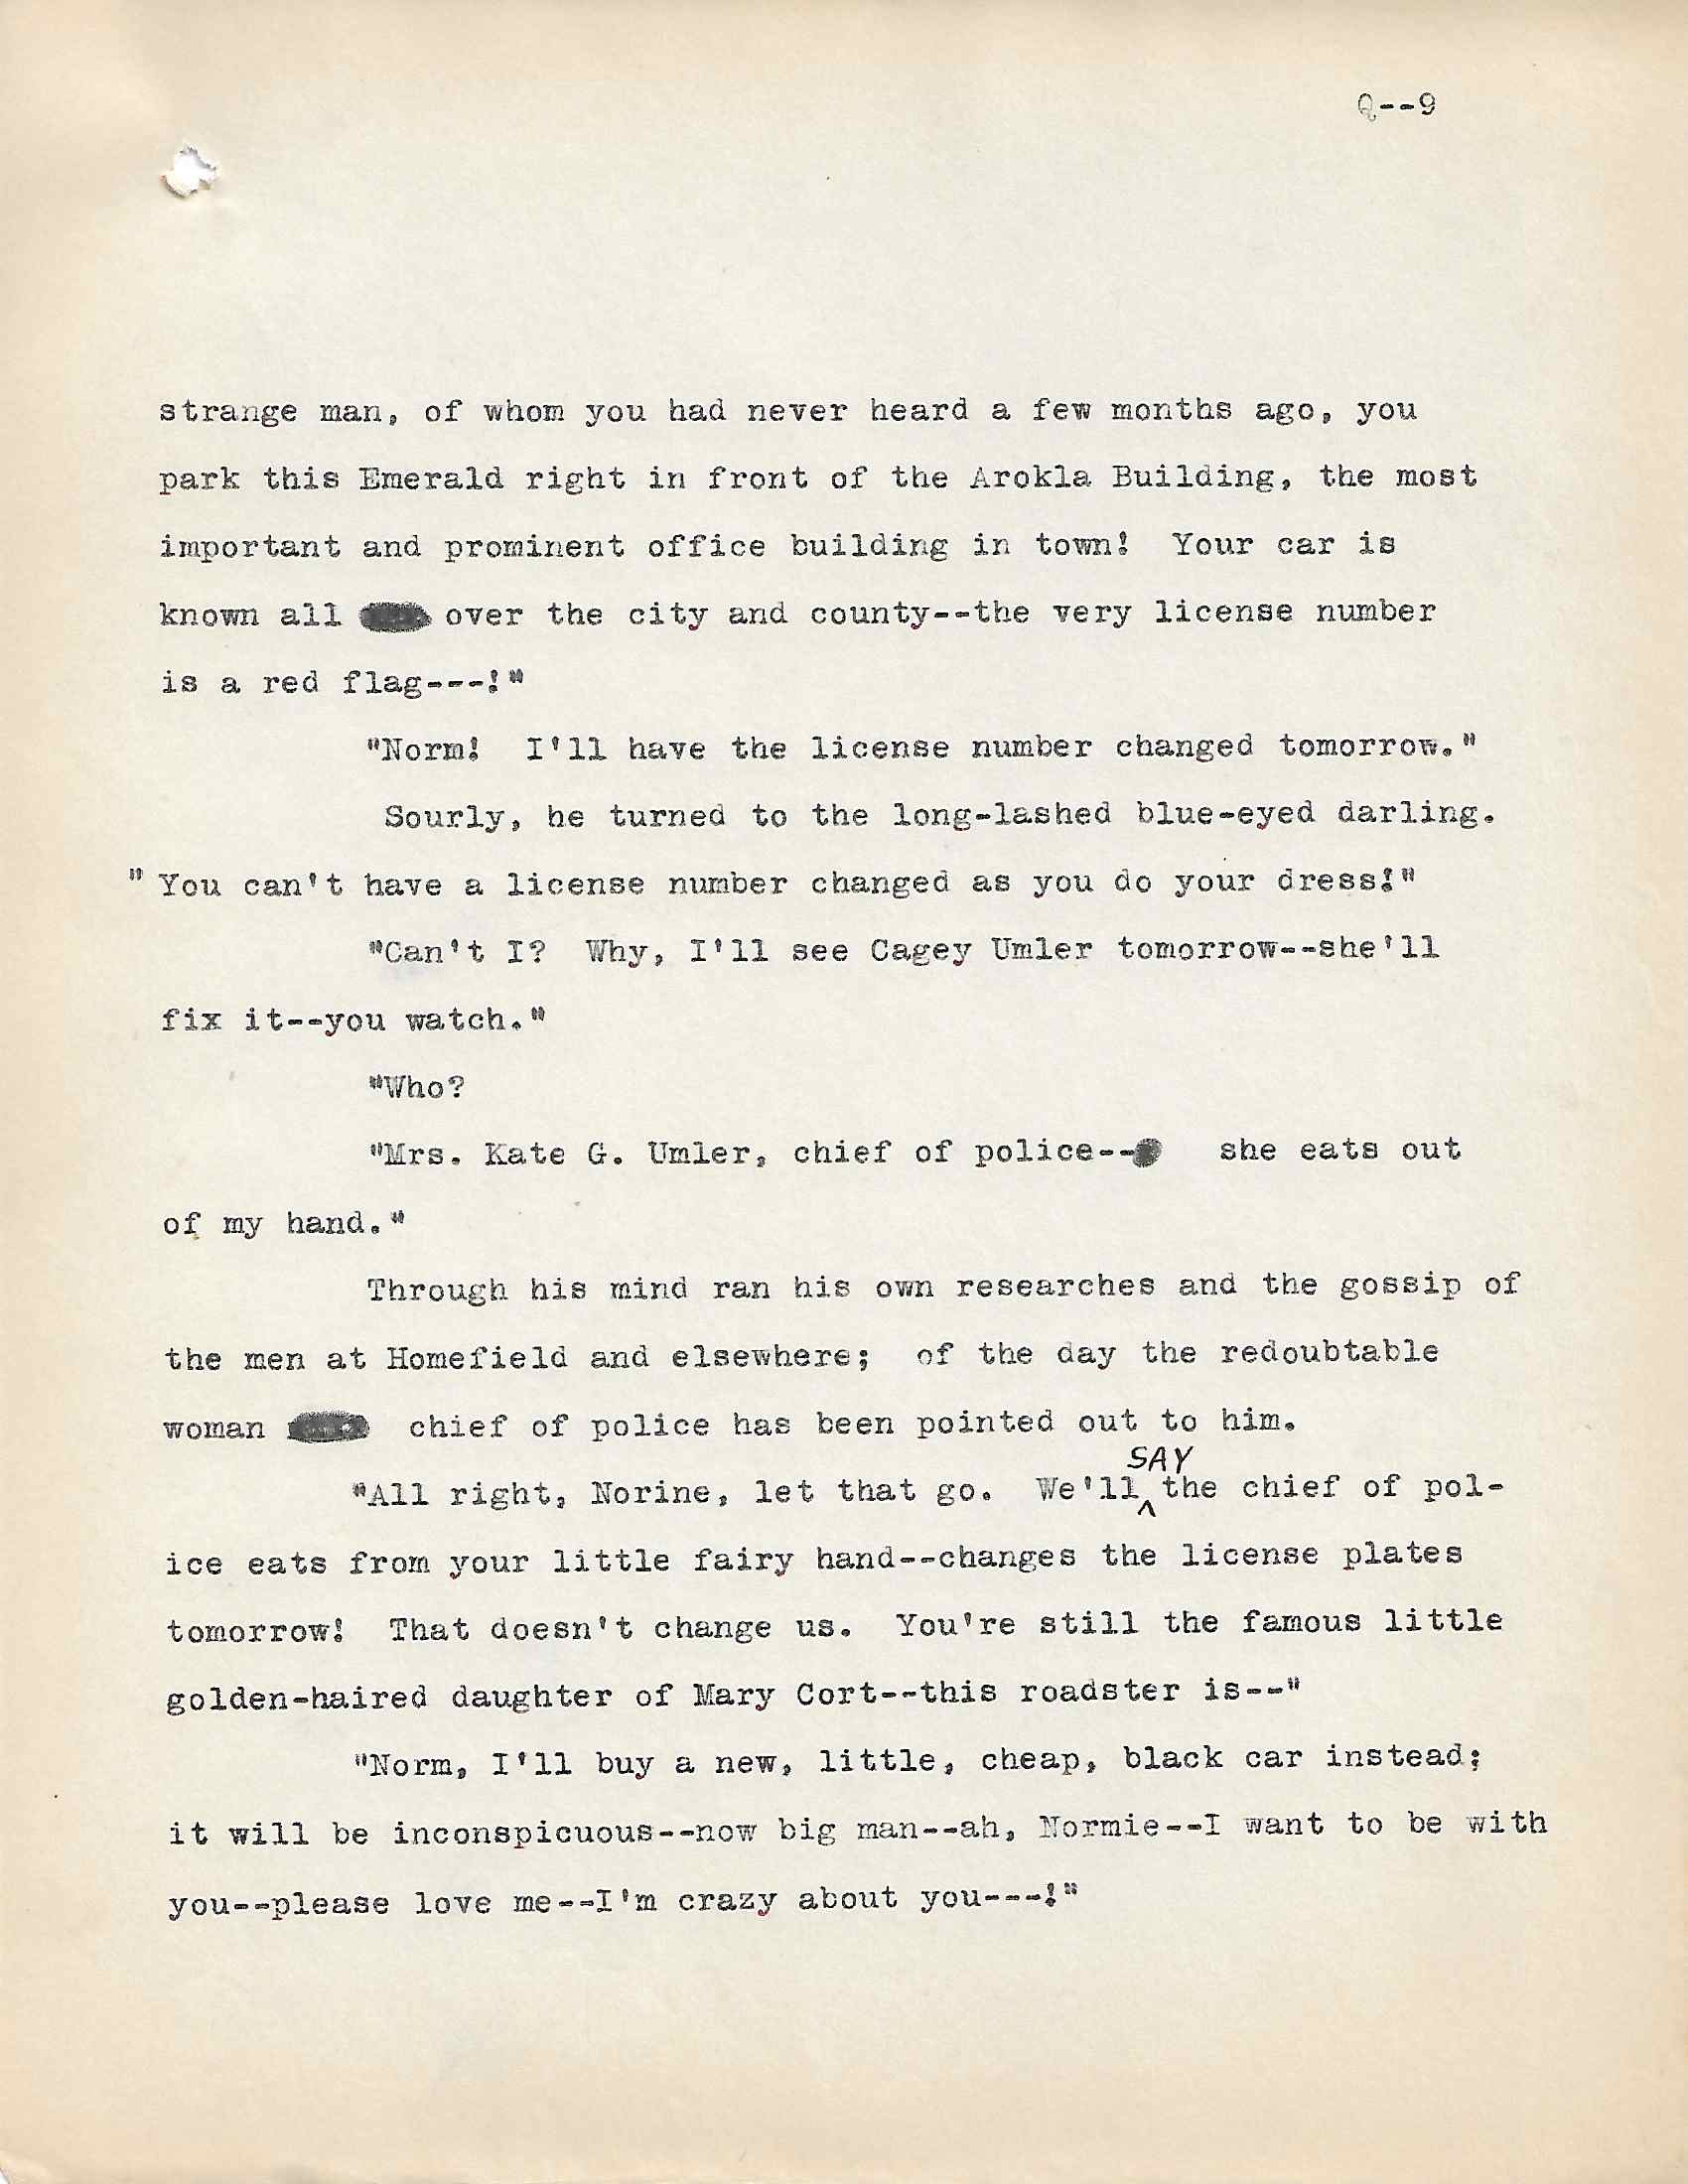 Q--9
strange man, of whom you had never heard a few months ago, you
park this Emerald right in front of the Arokla Building, the most
important and prominent office building in town!  Your car is
known all over the city and county--the very license number
is a red flag---!"
"Norm!  I'll have the license number changed tomorrow."
Sourly, he turned to the long-lashed blue-eyed darling.
"You can't have a license number changed as you do your dress!"
"Can't I?  Why, I'll see Cagey Umler tomorrow--she'll
fix it--you watch."
"Who?
"Mrs. Kate G. Umler, chief of police-- she eats out
of my hand."
Through his mind ran his own researches and the gossip of
the men at Homefield and elsewhere;  of the day the redoubtable
woman chief of police has been pointed out to him.
SAY
"All right, Norine, let that go.  We'll ^ the chief of pol-
ice eats from your little fairy hand--changes the license plates
tomorrow!  That doesn't change us.  You're still the famous little
golden-haired daughter of Mary Cort--this roadster is--"
"Norm, I'll buy a new, little, cheap, black car instead;
it will be inconspicuous--now big man--ah, Normie--I want to be with
you--please love me--I'm crazy about you---!"